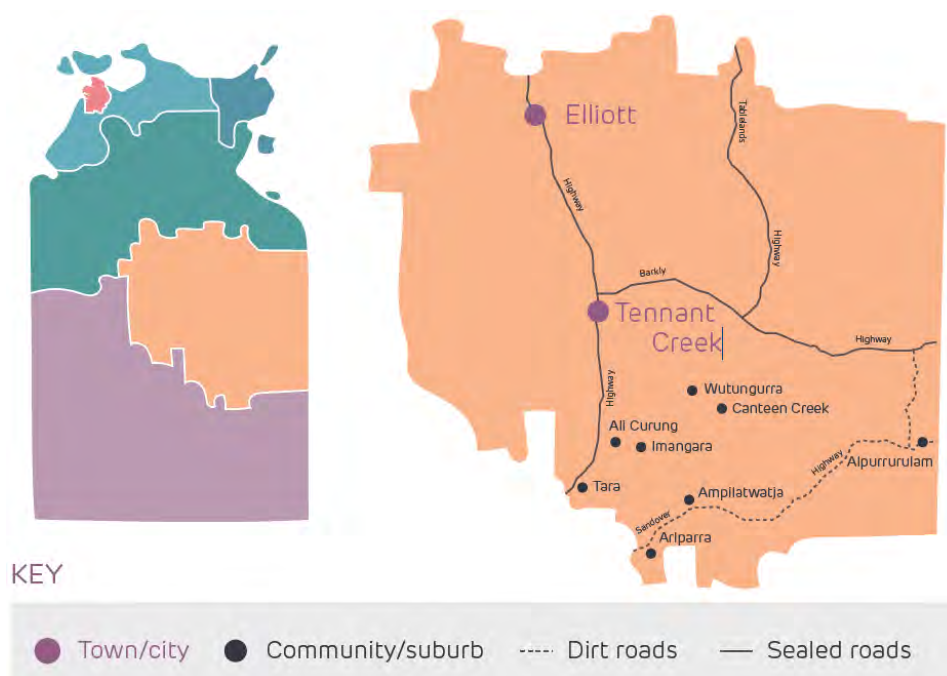 Elliott
Tablelands
Highway
Highway
Barkly
Tennant
Creek
Highway
Highway
Wutungurra
Canteen Creek
Ali Curung
Imangara
Highway
Alpurrurulam
Tara
Ampilatwatja
Sandover
Arlparra
KEY
Town/city
Community/suburb
Dirt roads
Sealed roads